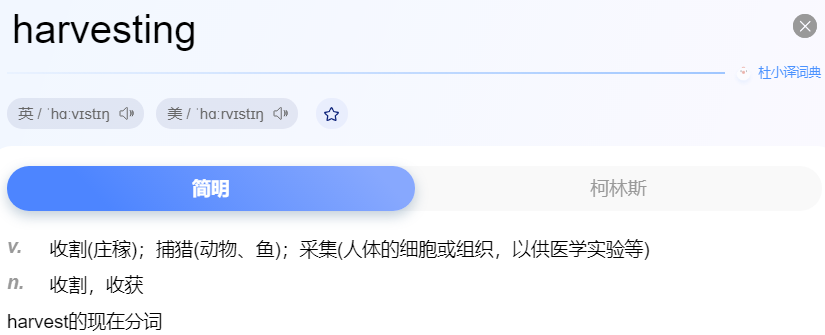 harvesting
杜小译词典
英 / ˈhɑːvɪstɪŋ
美 / ˈhɑːrvɪstɪŋ
简明
柯林斯
v. 收割(庄稼)；捕猎(动物、鱼)；采集(人体的细胞或组织，以供医学实验等)
n. 收割，收获
harvest的现在分词